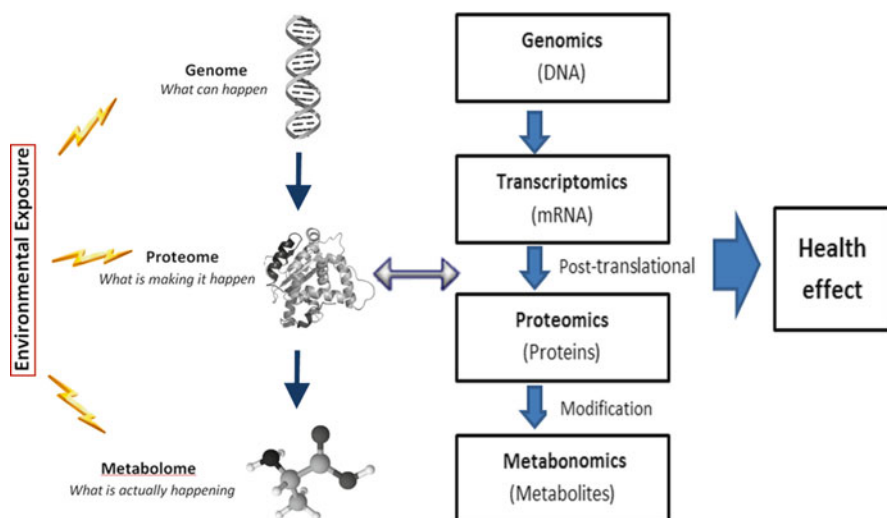 Environmental Exposure
Genome
What can happen
Proteome
What is making it happen
Metabolome
What is actually happening
Genomics
(DNA)
Transcriptomics
(mRNA)
Post-translational
Proteomics
(Proteins)
Modification
Metabonomics
(Metabolites)
Health
effect